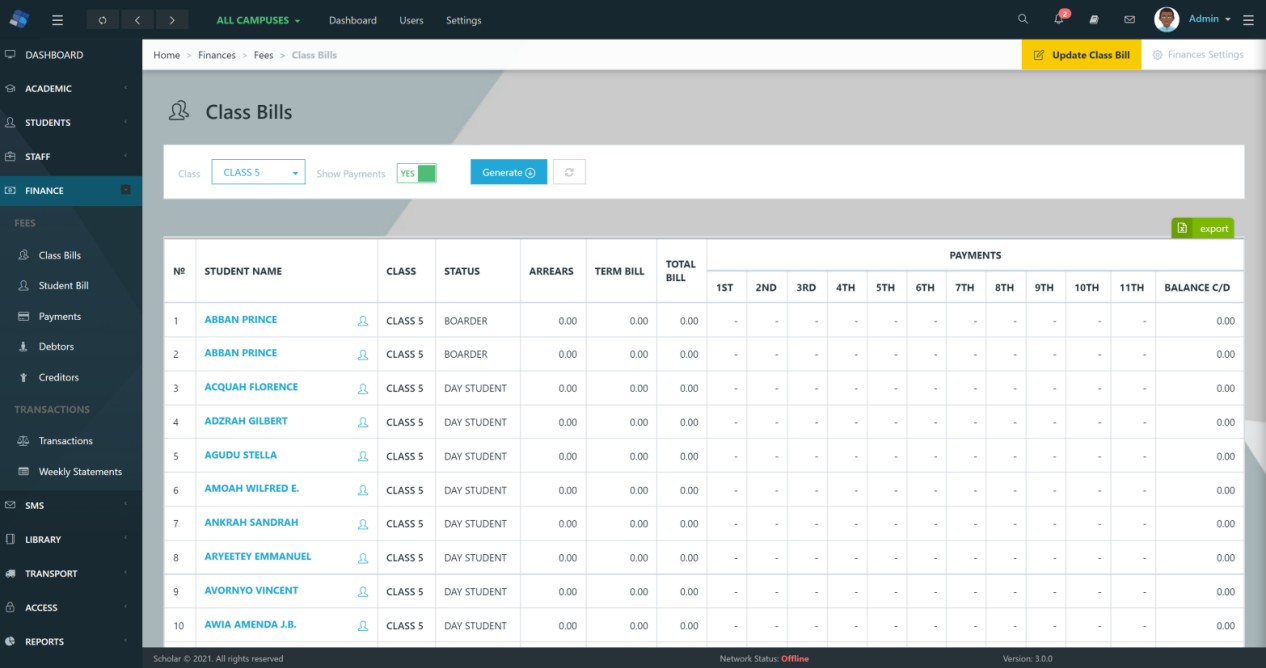 ALL CAMPUSES Dashboard Users Settings 2 Admin
DASHBOARD
ACADEMIC
STUDENTS
STAFF
FINANCE
FEES
Class Bills
Student Bill
Payments
Debtors
Creditors
TRANSACTIONS
Transactions
Weekly Statements
SMS
LIBRARY
TRANSPORT
ACCESS
REPORTS
Home > Finances > Fees > Class Bills Update Class Bill Finances Settings
Class Bills
Class CLASS 5 Show Payments YES Generate
export
Nº STUDENT NAME CLASS STATUS ARREARS TERM BILL TOTAL BILL PAYMENTS
1ST 2ND 3RD 4TH 5TH 6TH 7TH 8TH 9TH 10TH 11TH BALANCE C/D
1 ABBAN PRINCE CLASS 5 BOARDER 0.00 0.00 0.00 - - - - - - - - - - - 0.00
2 ABBAN PRINCE CLASS 5 BOARDER 0.00 0.00 0.00 - - - - - - - - - - - 0.00
3 ACQUAH FLORENCE CLASS 5 DAY STUDENT 0.00 0.00 0.00 - - - - - - - - - - - 0.00
4 ADZRAH GILBERT CLASS 5 DAY STUDENT 0.00 0.00 0.00 - - - - - - - - - - - 0.00
5 AGUDU STELLA CLASS 5 DAY STUDENT 0.00 0.00 0.00 - - - - - - - - - - - 0.00
6 AMOAH WILFRED E. CLASS 5 DAY STUDENT 0.00 0.00 0.00 - - - - - - - - - - - 0.00
7 ANKRAH SANDRAH CLASS 5 DAY STUDENT 0.00 0.00 0.00 - - - - - - - - - - - 0.00
8 ARYEETEY EMMANUEL CLASS 5 DAY STUDENT 0.00 0.00 0.00 - - - - - - - - - - - 0.00
9 AVORNYO VINCENT CLASS 5 DAY STUDENT 0.00 0.00 0.00 - - - - - - - - - - - 0.00
10 AWIA AMENDA J.B. CLASS 5 DAY STUDENT 0.00 0.00 0.00 - - - - - - - - - - - 0.00
Scholar © 2021. All rights reserved Network Status: Offline Version: 3.0.0